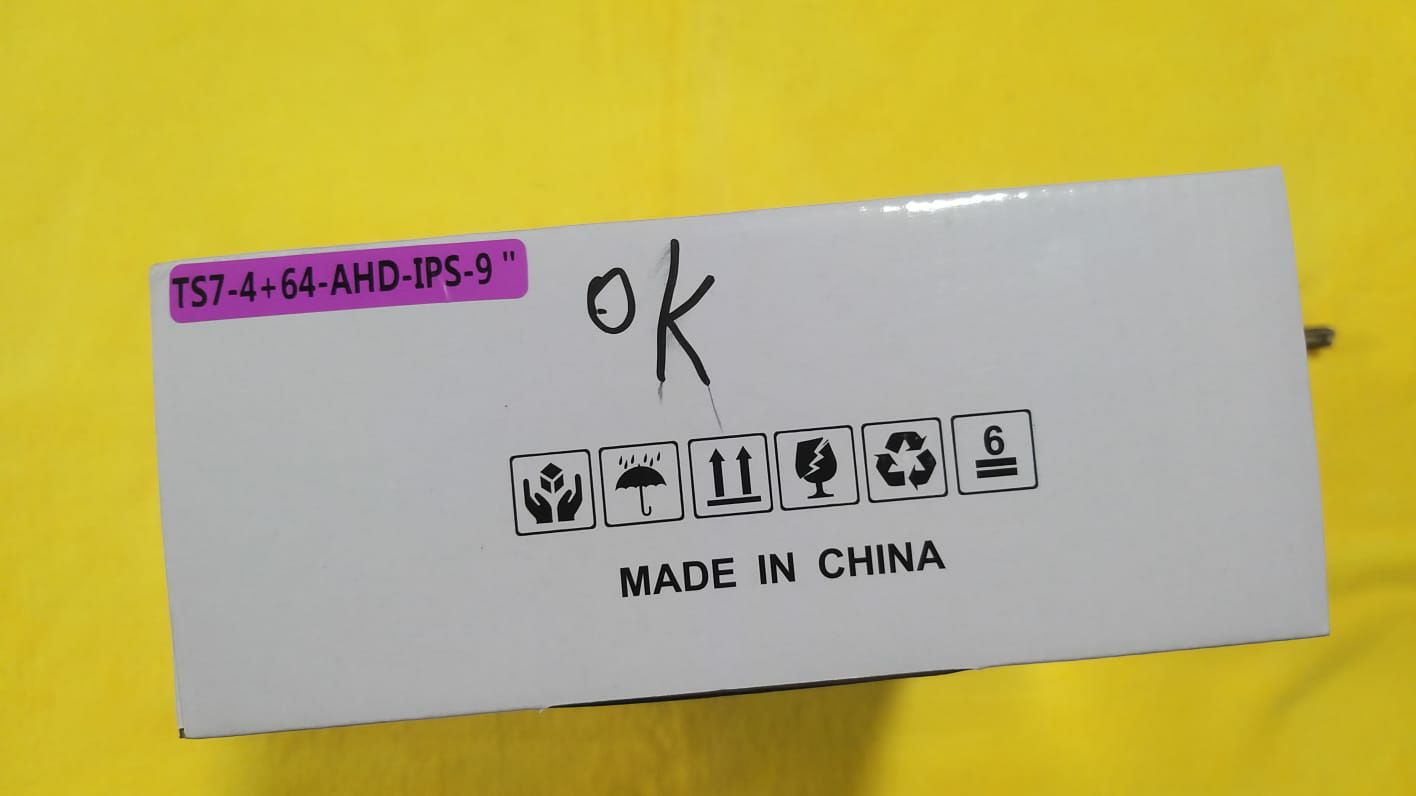 TS7-4+64-AHD-IPS-9 "
OK
6
MADE IN CHINA